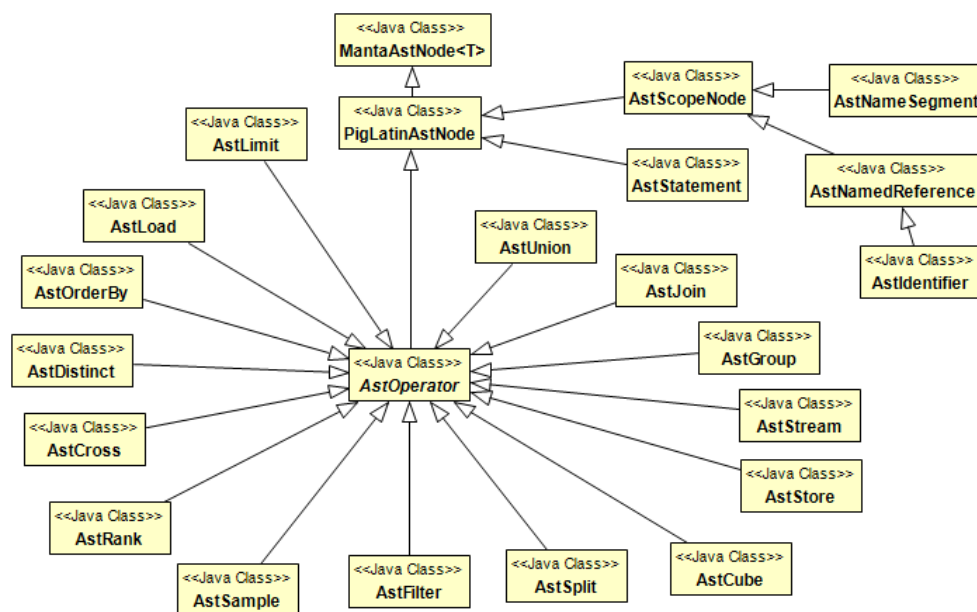 <<Java Class>>
MantaAstNode<T>
<<Java Class>>
PigLatinAstNode
<<Java Class>>
AstScopeNode
<<Java Class>>
AstNameSegment
<<Java Class>>
AstLimit
<<Java Class>>
AstStatement
<<Java Class>>
AstNamedReference
<<Java Class>>
AstLoad
<<Java Class>>
AstUnion
<<Java Class>>
AstIdentifier
<<Java Class>>
AstOrderBy
<<Java Class>>
AstJoin
<<Java Class>>
AstDistinct
<<Java Class>>
AstOperator
<<Java Class>>
AstGroup
<<Java Class>>
AstCross
<<Java Class>>
AstStream
<<Java Class>>
AstStore
<<Java Class>>
AstRank
<<Java Class>>
AstSample
<<Java Class>>
AstFilter
<<Java Class>>
AstSplit
<<Java Class>>
AstCube